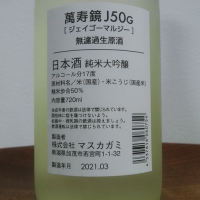 萬寿鏡 J50G
[ジェイゴーマルジー]
無濾過生原酒
日本酒 純米大吟醸
アルコール分17度
原材料名/米(国産)・米こうじ(国産米)
精米歩合50%
内容量720ml
製造者
株式会社 マスカガミ
新潟県加茂市若宮町1-1-32
製造年月 2021.03